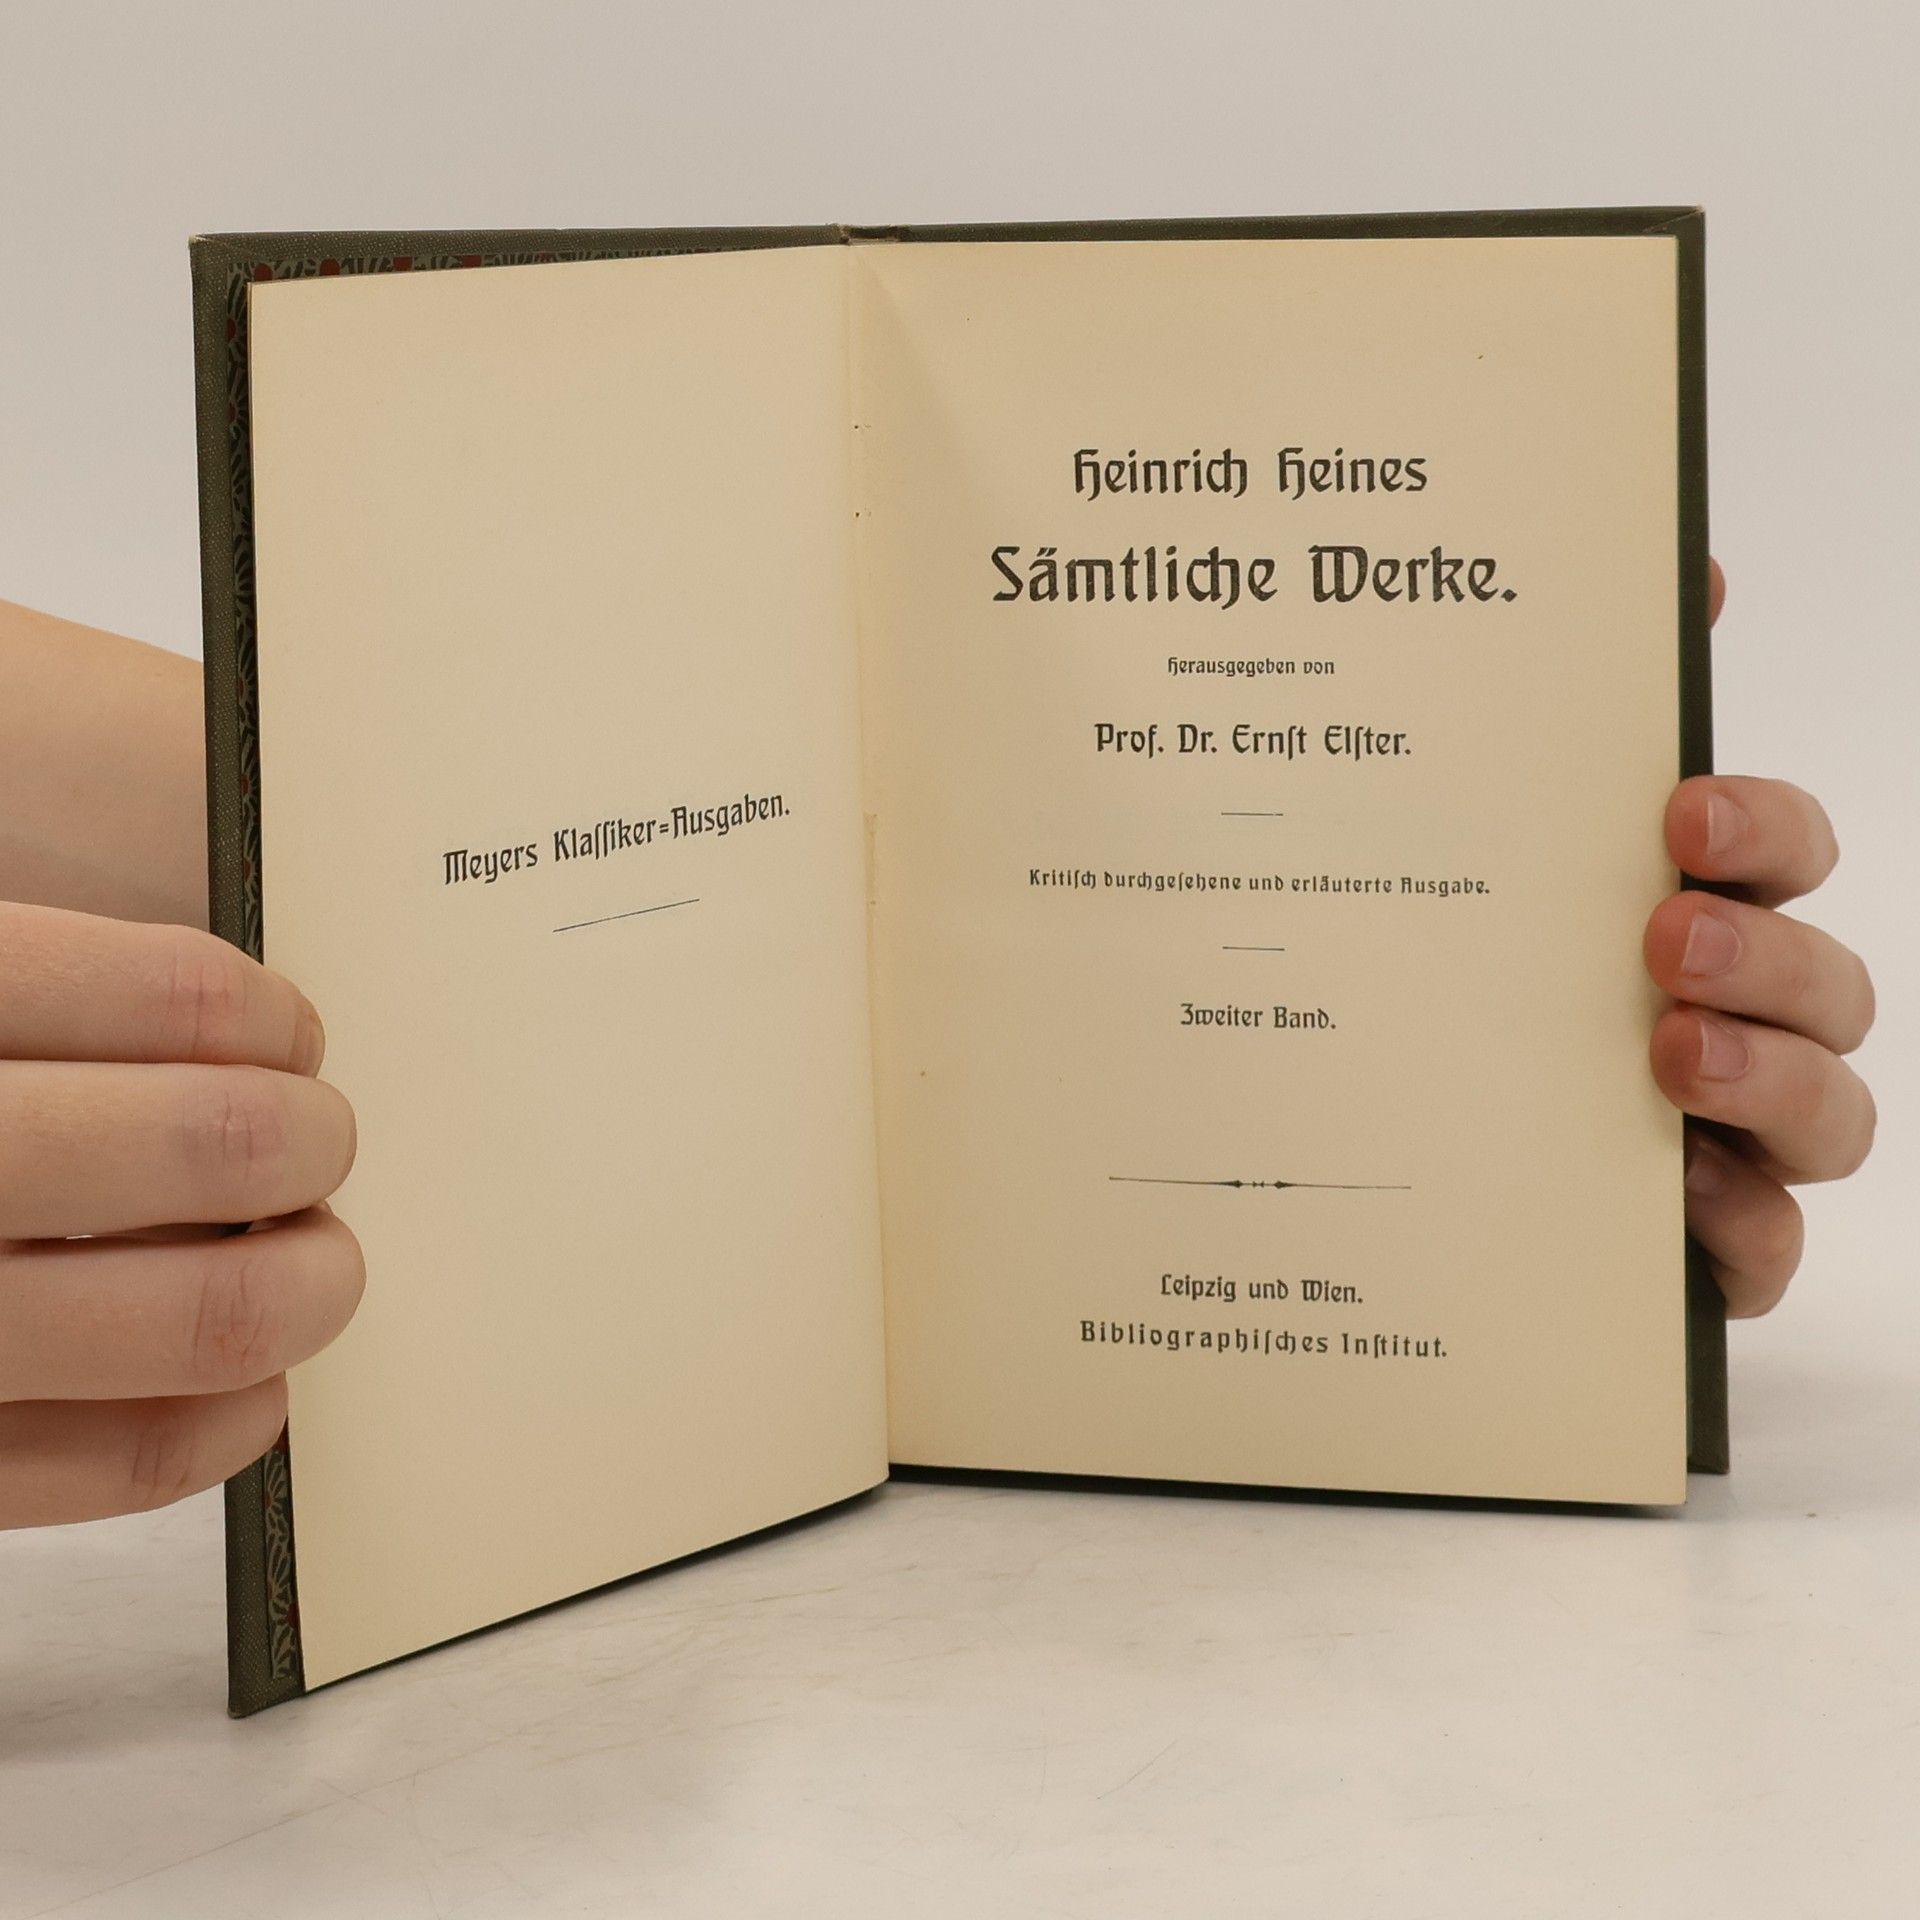 Meyers Klaſſiker=Ausgaben.
Heinrich Heines
Sämtliche Werke.
Herausgegeben von
Prof. Dr. Ernſt Elſter.
Kritiſch durchgeſehene und erläuterte Ausgabe.
Zweiter Band.
Leipzig und Wien.
Bibliographiſches Inſtitut.